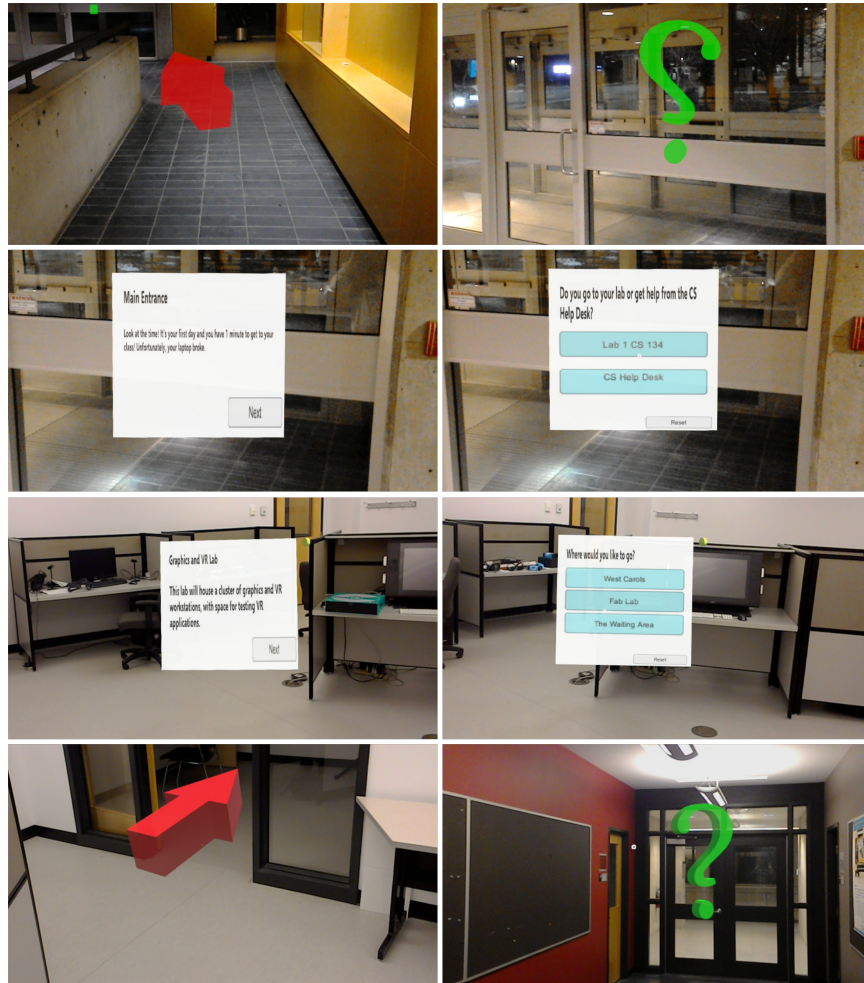 ?
?
Main Entrance
Look at the time! It's your first day and you have 1 minute to get to your
class! Unfortunately, your laptop broke.
Next
Do you go to your lab or get help from the CS
Help Desk?
Lab 1 CS 134
CS Help Desk
Reset
Graphics and VR Lab
This lab will house a cluster of graphics and VR
workstations, with space for testing VR
applications.
Next
Where would you like to go?
West Carols
Fab Lab
The Waiting Area
Reset
?